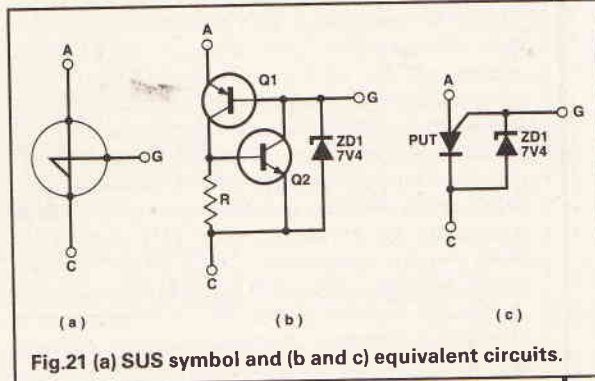 A
G
C
(a)
A
Q1
G
Q2
ZD1
7V4
R
C
(b)
A
G
PUT
ZD1
7V4
C
(c)
Fig.21 (a) SUS symbol and (b and c) equivalent circuits.